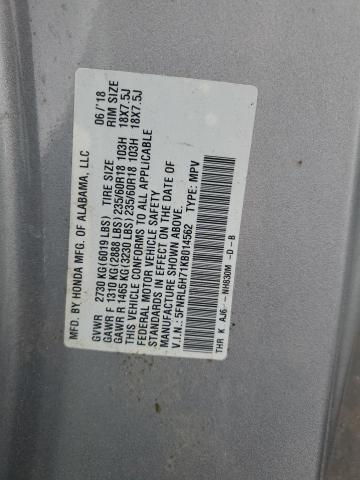 MFD. BY HONDA MFG. OF ALABAMA, LLC 06/'18
GVWR 2730 KG(6019 LBS) TIRE SIZE RIM SIZE
GAWR F 1310 KG(2888 LBS) 235/60R18 103H 18X7.5J
GAWR R 1465 KG(3230 LBS) 235/60R18 103H 18X7.5J
THIS VEHICLE CONFORMS TO ALL APPLICABLE
FEDERAL MOTOR VEHICLE SAFETY
STANDARDS IN EFFECT ON THE DATE OF
MANUFACTURE SHOWN ABOVE.
V.I.N.: 5FNRL6H71KB014562 TYPE: MPV
THR K AJ6-- NH830M -D-B